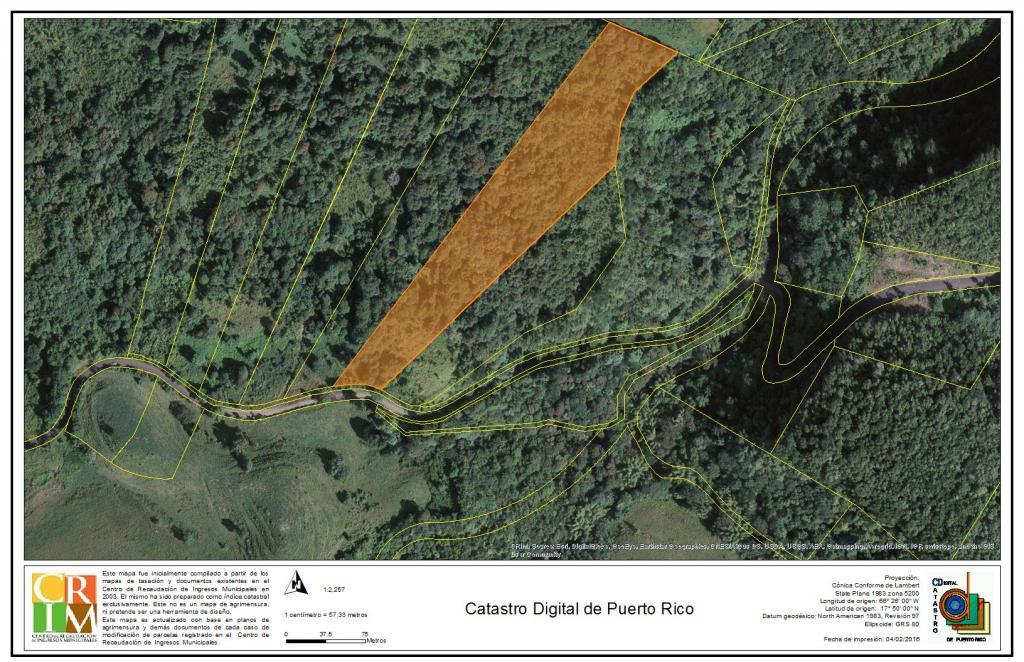 CRIM, Source: Esri, DigitalGlobe, GeoEye, Earthstar Geographics, CNES/Airbus DS, USDA, USGS, AEX, Getmapping, Aerogrid, IGN, IGP, swisstopo, and the GIS
User Community
CR
IM
CENTRO DE RECAUDACION
DE INGRESOS MUNICIPALES
Este mapa fue inicialmente compilado a partir de los
mapas de tasación y documentos existentes en el
Centro de Recaudación de Ingresos Municipales en
2003. El mismo ha sido preparado como índice catastral
exclusivamente. Este no es un mapa de agrimensura,
ni pretende ser una herramienta de diseño.
Este mapa es actualizado con base en planos de
agrimensura y demás documentos de cada caso de
modificación de parcelas registrado en el Centro de
Recaudación de Ingresos Municipales.
1:2,257
1 centímetro = 57.33 metros
0 37.5 75
Metros
Catastro Digital de Puerto Rico
Proyección:
Cónica Conforme de Lambert
State Plane 1983 zona 5200
Longitud de origen: 66° 26' 00" W
Latitud de origen: 17° 50' 00" N
Datum geodésico: North American 1983, Revisión 97
Elipsoide: GRS 80
Fecha de impresión: 04/02/2016
CDIGITAL
CATASTRO
DE PUERTO RICO